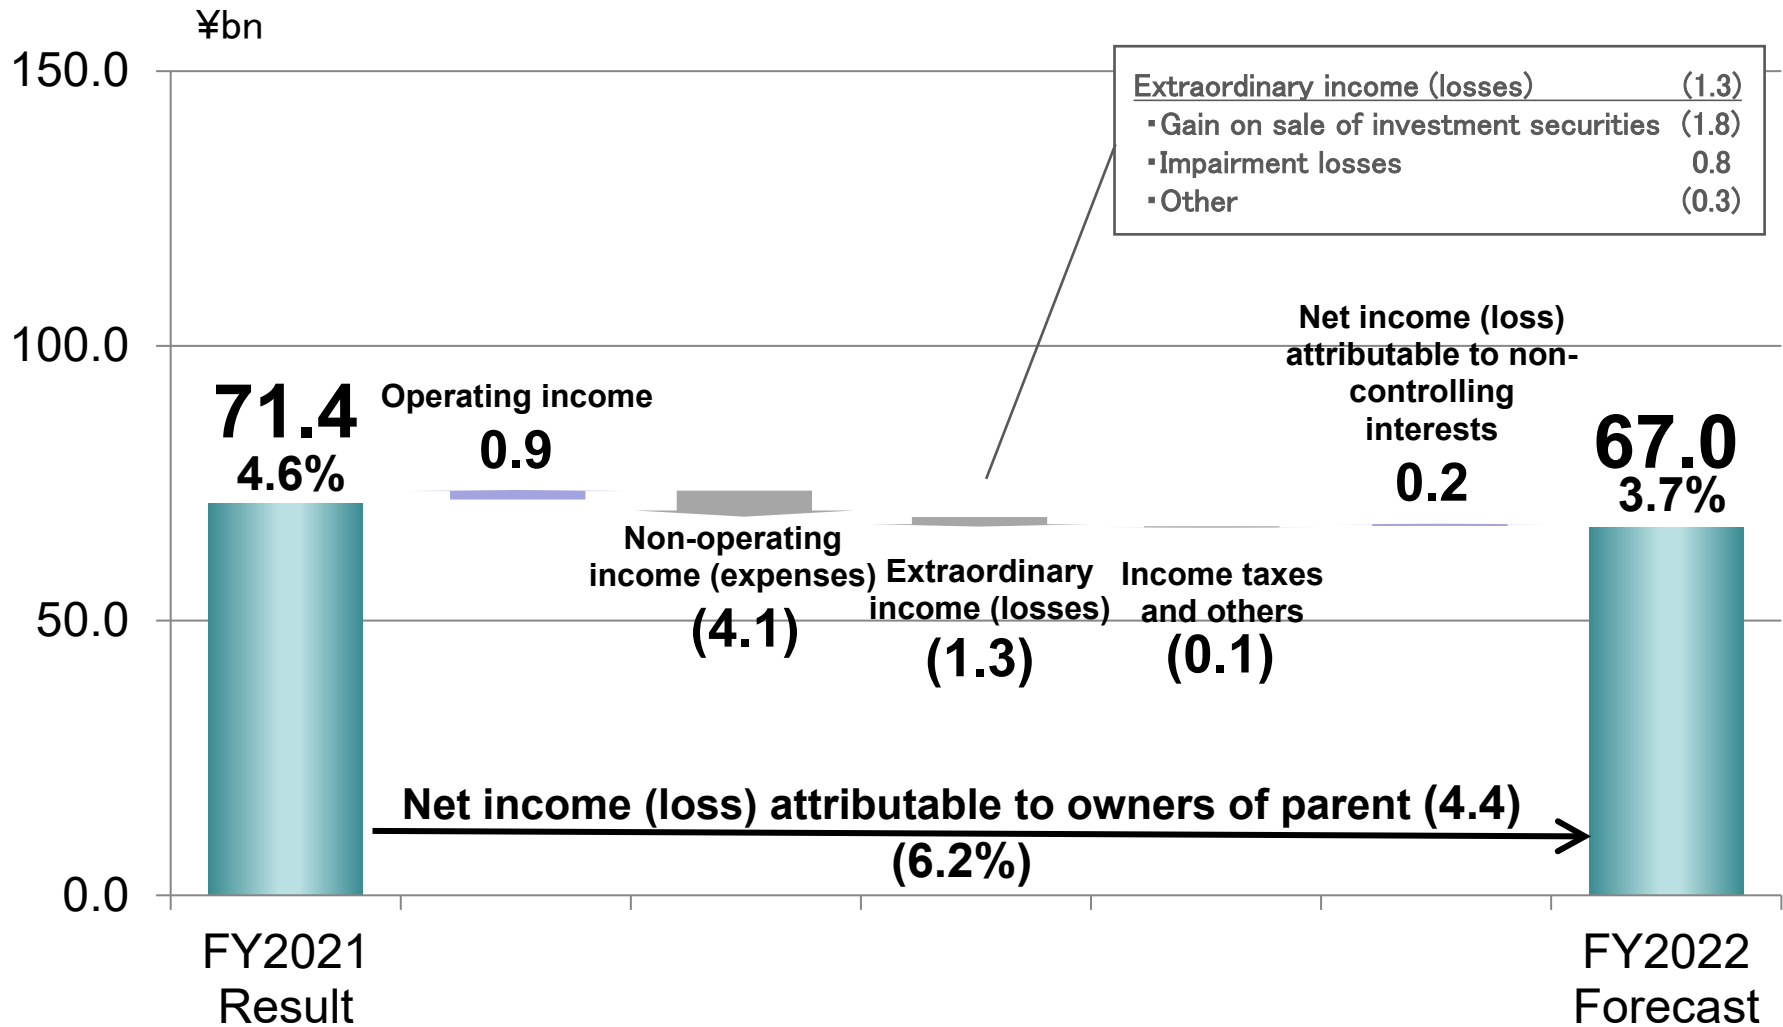 ¥bn
150.0
100.0
50.0
0.0
Extraordinary income (losses) (1.3)
・Gain on sale of investment securities (1.8)
・Impairment losses 0.8
・Other (0.3)
71.4
4.6%
Operating income
0.9
Non-operating
income (expenses)
(4.1)
Extraordinary
income (losses)
(1.3)
Income taxes
and others
(0.1)
Net income (loss)
attributable to non-
controlling
interests
0.2
67.0
3.7%
Net income (loss) attributable to owners of parent (4.4)
(6.2%)
FY2021
Result
FY2022
Forecast